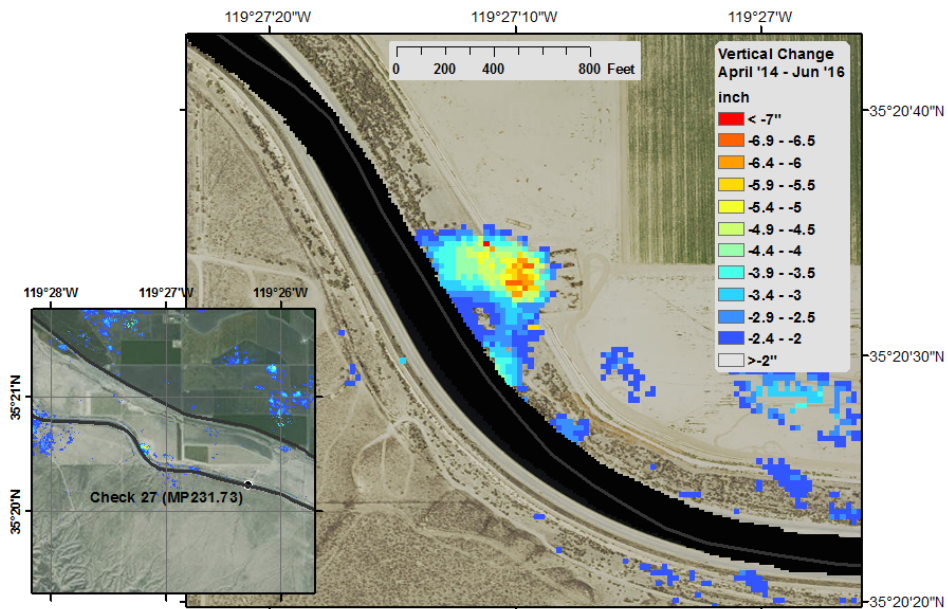 119°27'20"W
119°27'10"W
119°27'W
0 200 400 800 Feet
Vertical Change
April '14 - Jun '16
inch
< -7"
-6.9 - -6.5
-6.4 - -6
-5.9 - -5.5
-5.4 - -5
-4.9 - -4.5
-4.4 - -4
-3.9 - -3.5
-3.4 - -3
-2.9 - -2.5
-2.4 - -2
>-2"
35°20'40"N
35°20'30"N
35°20'20"N
119°28'W
119°27'W
119°26'W
35°21'N
35°20'N
Check 27 (MP231.73)